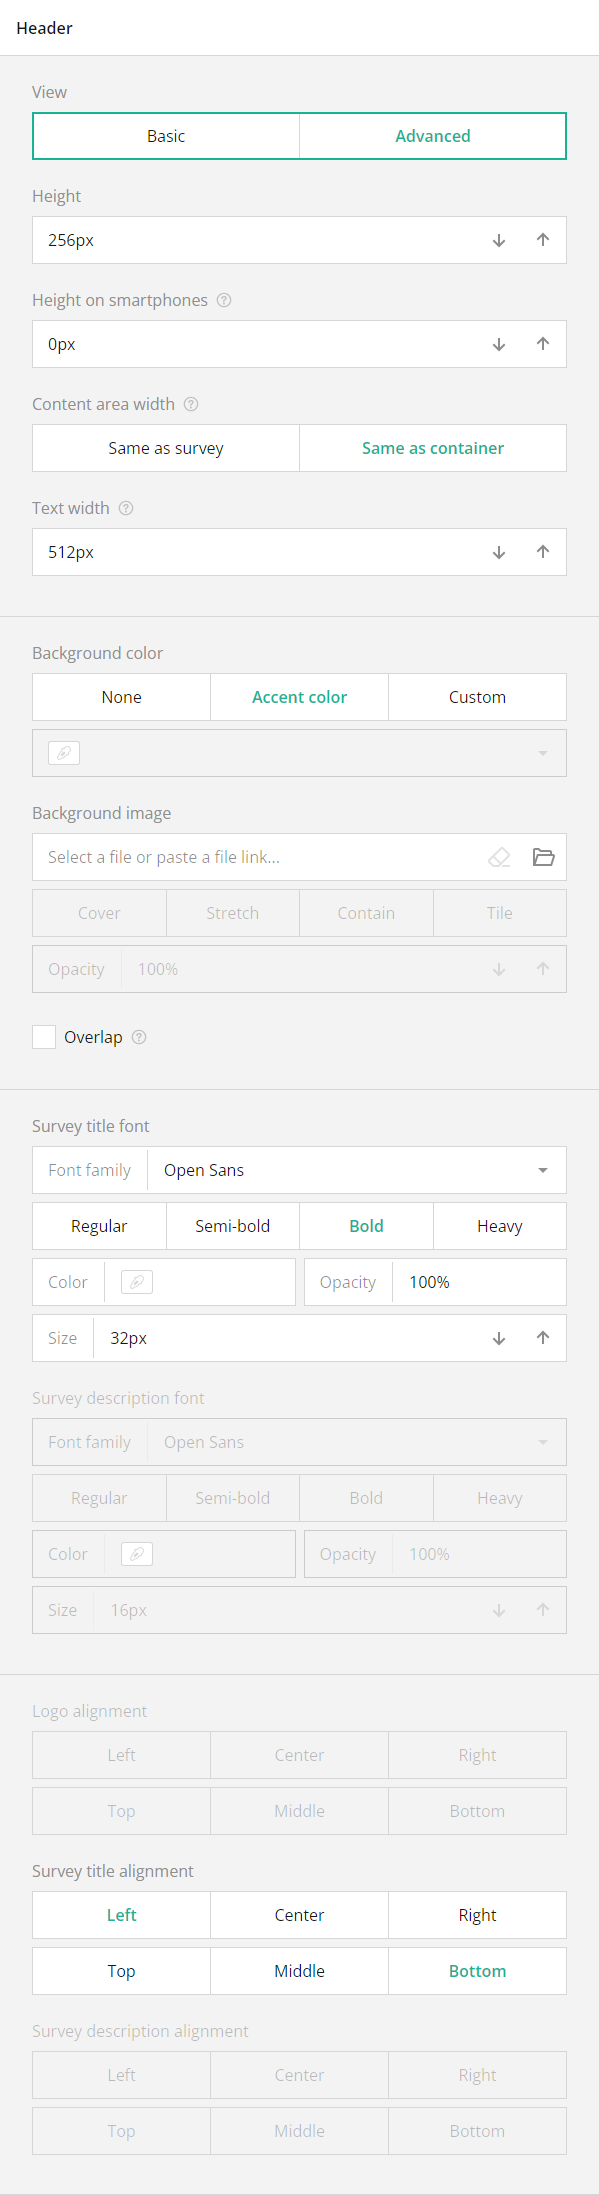 Header
View
Basic Advanced
Height
256px
Height on smartphones
0px
Content area width
Same as survey Same as container
Text width
512px
Background color
None Accent color Custom
Background image
Select a file or paste a file link...
Cover Stretch Contain Tile
Opacity 100%
Overlap
Survey title font
Font family Open Sans
Regular Semi-bold Bold Heavy
Color Opacity 100%
Size 32px
Survey description font
Font family Open Sans
Regular Semi-bold Bold Heavy
Color Opacity 100%
Size 16px
Logo alignment
Left Center Right
Top Middle Bottom
Survey title alignment
Left Center Right
Top Middle Bottom
Survey description alignment
Left Center Right
Top Middle Bottom